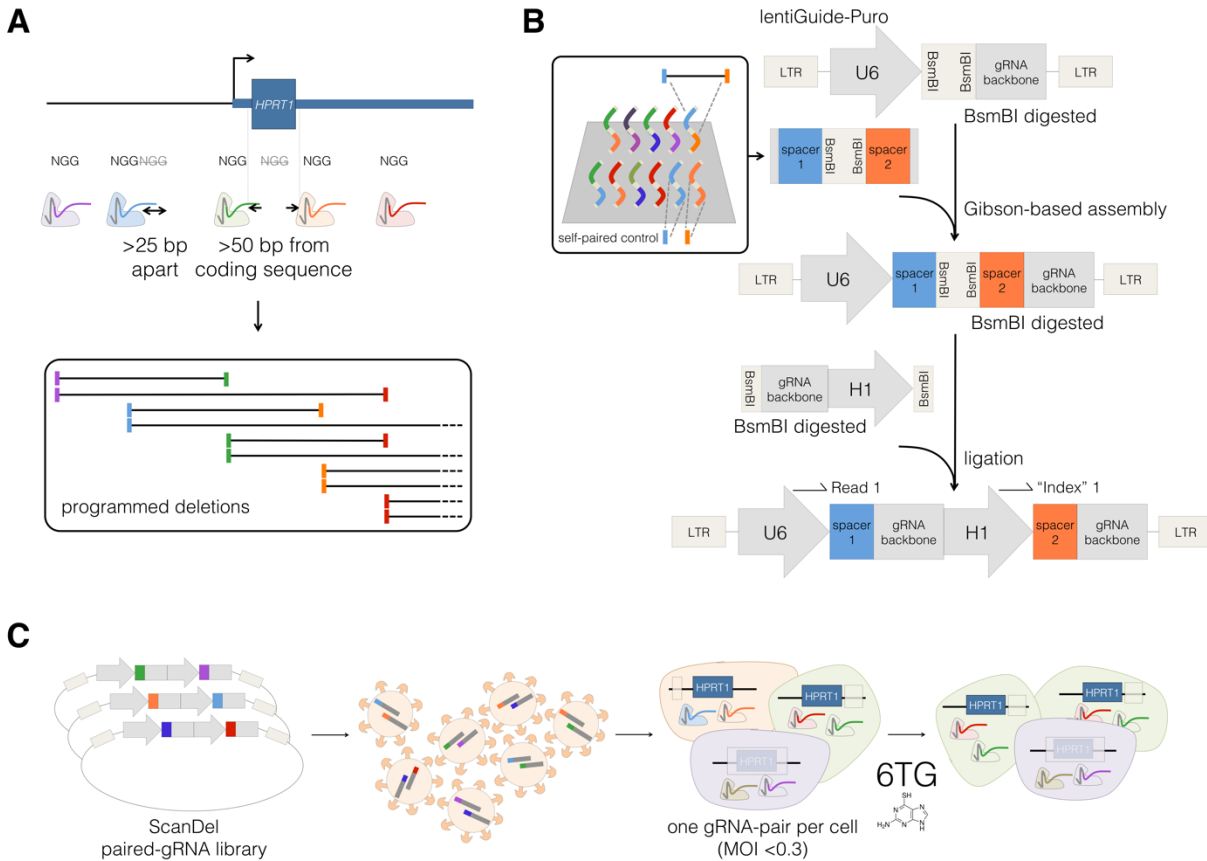 A
HPRT1
NGG
NGGNGG
NGG
NGG
NGG
NGG
>25 bp
apart
>50 bp from
coding sequence
programmed deletions
B
lentiGuide-Puro
LTR
U6
BsmBI
BsmBI
gRNA
backbone
LTR
BsmBI digested
self-paired control
spacer
1
BsmBI
BsmBI
spacer
2
Gibson-based assembly
LTR
U6
spacer
1
BsmBI
BsmBI
spacer
2
gRNA
backbone
LTR
BsmBI digested
BsmBI
gRNA
backbone
H1
BsmBI
BsmBI digested
ligation
Read 1
“Index” 1
LTR
U6
spacer
1
gRNA
backbone
H1
spacer
2
gRNA
backbone
LTR
C
ScanDel
paired-gRNA library
HPRT1
HPRT1
HPRT1
one gRNA-pair per cell
(MOI <0.3)
6TG
SH
N
N
H₂N
N
N
H
HPRT1
HPRT1
HPRT1